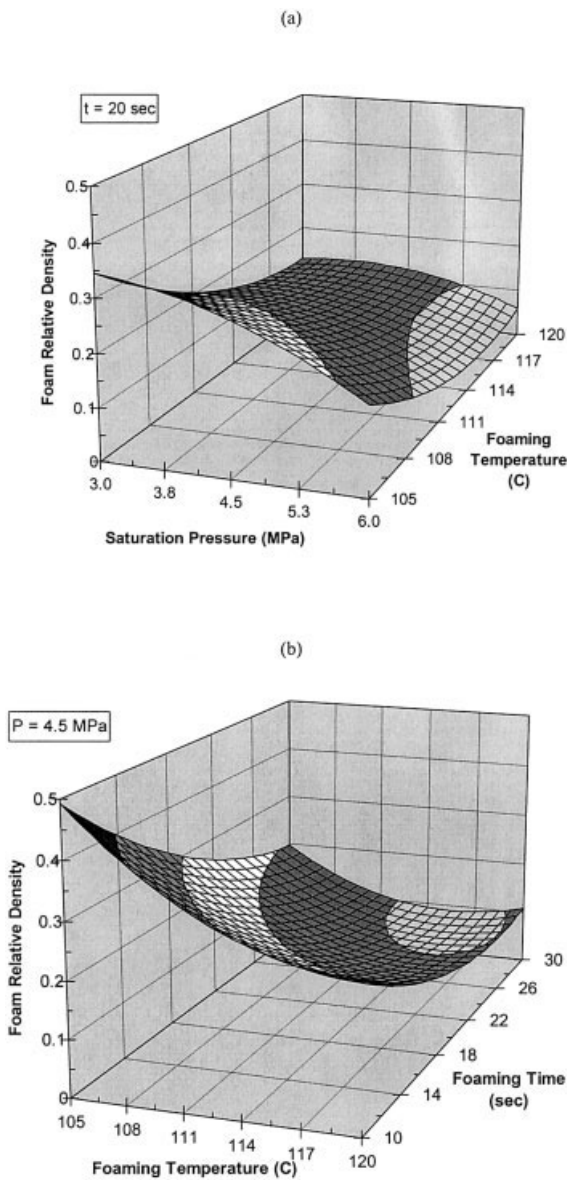 (a)
t = 20 sec
0.5
0.4
0.3
0.2
0.1
0
Foam Relative Density
3.0
3.8
4.5
5.3
6.0
Saturation Pressure (MPa)
105
108
111
114
117
120
Foaming
Temperature
(C)
(b)
P = 4.5 MPa
0.5
0.4
0.3
0.2
0.1
0
Foam Relative Density
105
108
111
114
117
120
Foaming Temperature (C)
10
14
18
22
26
30
Foaming Time
(sec)